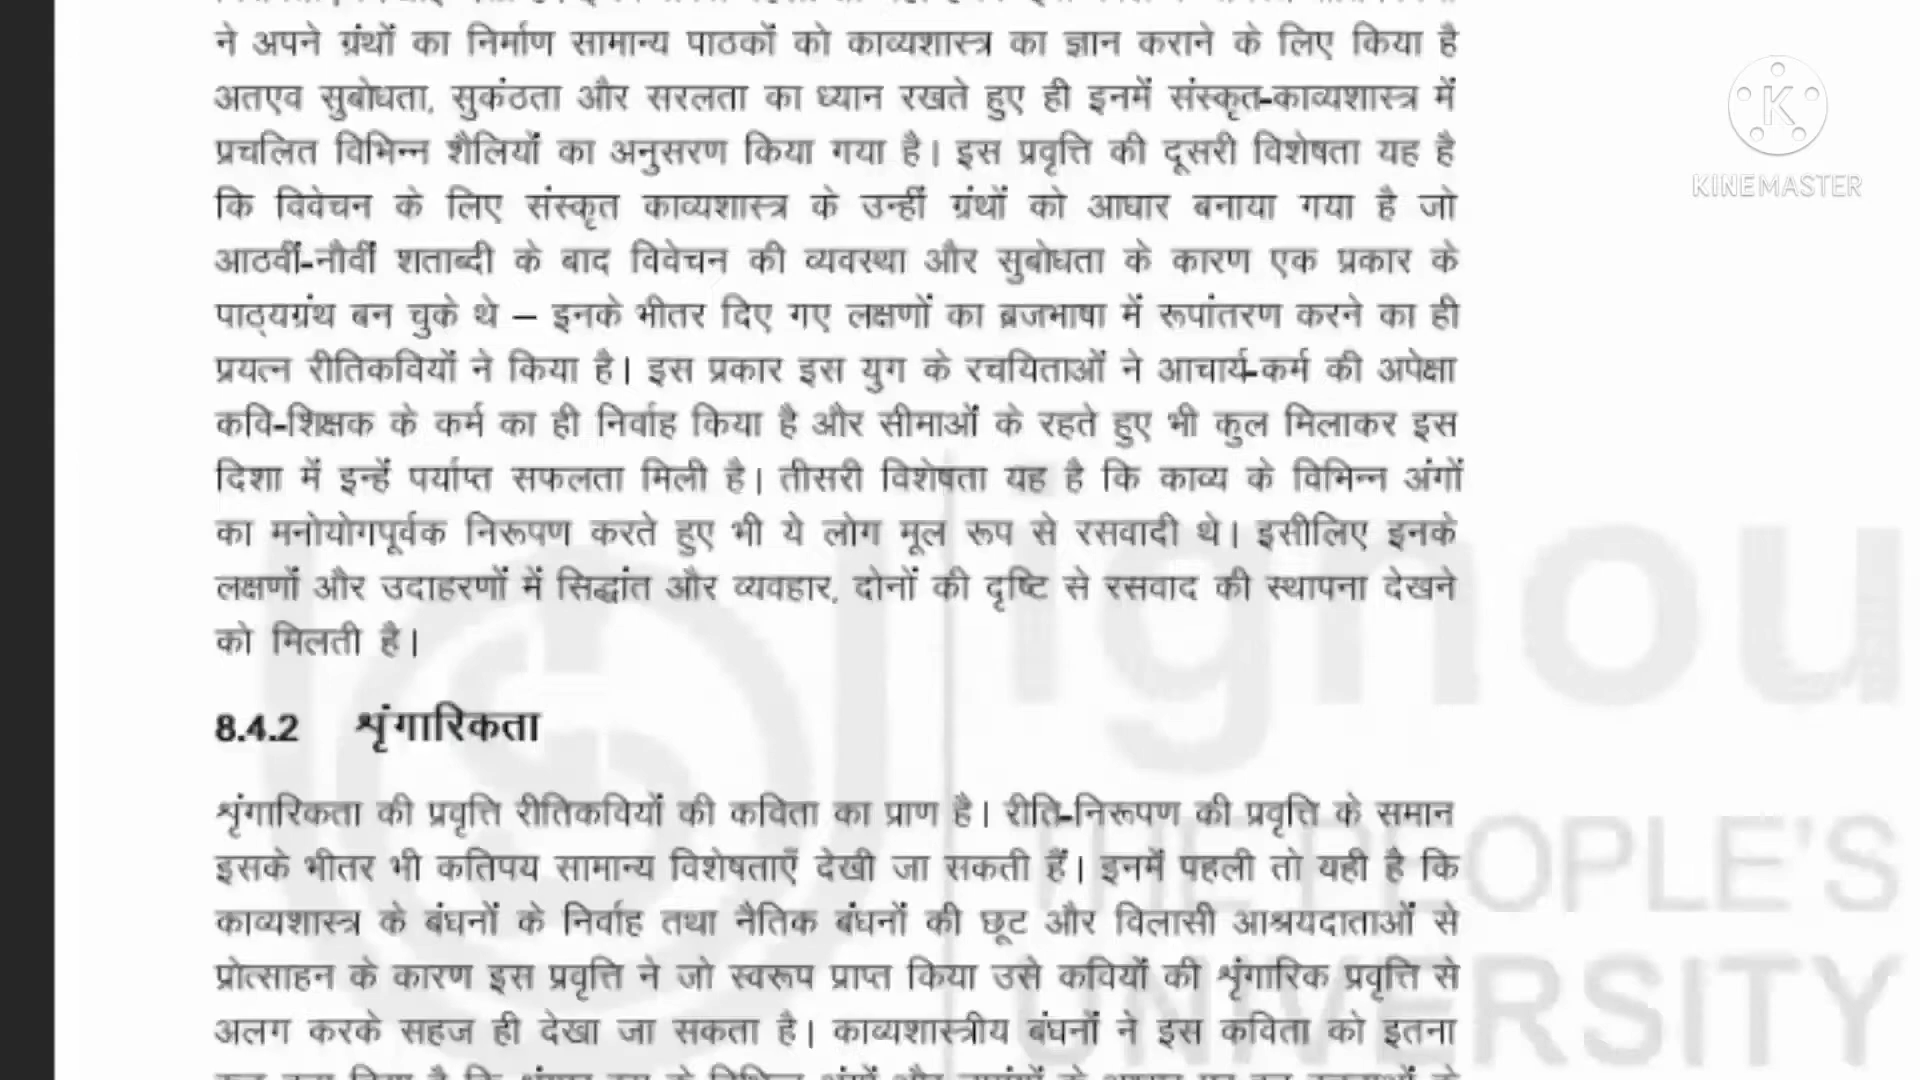 ने अपने ग्रंथों का निर्माण सामान्य पाठकों को काव्यशास्त्र का ज्ञान कराने के लिए किया है
अतएव सुबोधता, सुकंठता और सरलता का ध्यान रखते हुए ही इनमें संस्कृत-काव्यशास्त्र में
प्रचलित विभिन्न शैलियों का अनुसरण किया गया है। इस प्रवृत्ति की दूसरी विशेषता यह है
कि विवेचन के लिए संस्कृत काव्यशास्त्र के उन्हीं ग्रंथों को आधार बनाया गया है जो
आठवीं-नौवीं शताब्दी के बाद विवेचन की व्यवस्था और सुबोधता के कारण एक प्रकार के
पाठ्यग्रंथ बन चुके थे – इनके भीतर दिए गए लक्षणों का ब्रजभाषा में रूपांतरण करने का ही
प्रयत्न रीतिकवियों ने किया है। इस प्रकार इस युग के रचयिताओं ने आचार्य-कर्म की अपेक्षा
कवि-शिक्षक के कर्म का ही निर्वाह किया है और सीमाओं के रहते हुए भी कुल मिलाकर इस
दिशा में इन्हें पर्याप्त सफलता मिली है। तीसरी विशेषता यह है कि काव्य के विभिन्न अंगों
का मनोयोगपूर्वक निरूपण करते हुए भी ये लोग मूल रूप से रसवादी थे। इसीलिए इनके
लक्षणों और उदाहरणों में सिद्धांत और व्यवहार, दोनों की दृष्टि से रसवाद की स्थापना देखने
को मिलती है।
8.4.2 शृंगारिकता
शृंगारिकता की प्रवृत्ति रीतिकवियों की कविता का प्राण है। रीति-निरूपण की प्रवृत्ति के समान
इसके भीतर भी कतिपय सामान्य विशेषताएँ देखी जा सकती हैं। इनमें पहली तो यही है कि
काव्यशास्त्र के बंधनों के निर्वाह तथा नैतिक बंधनों की छूट और विलासी आश्रयदाताओं से
प्रोत्साहन के कारण इस प्रवृत्ति ने जो स्वरूप प्राप्त किया उसे कवियों की शृंगारिक प्रवृत्ति से
अलग करके सहज ही देखा जा सकता है। काव्यशास्त्रीय बंधनों ने इस कविता को इतना
KINEMASTER
ignou
THE PEOPLE'S
UNIVERSITY